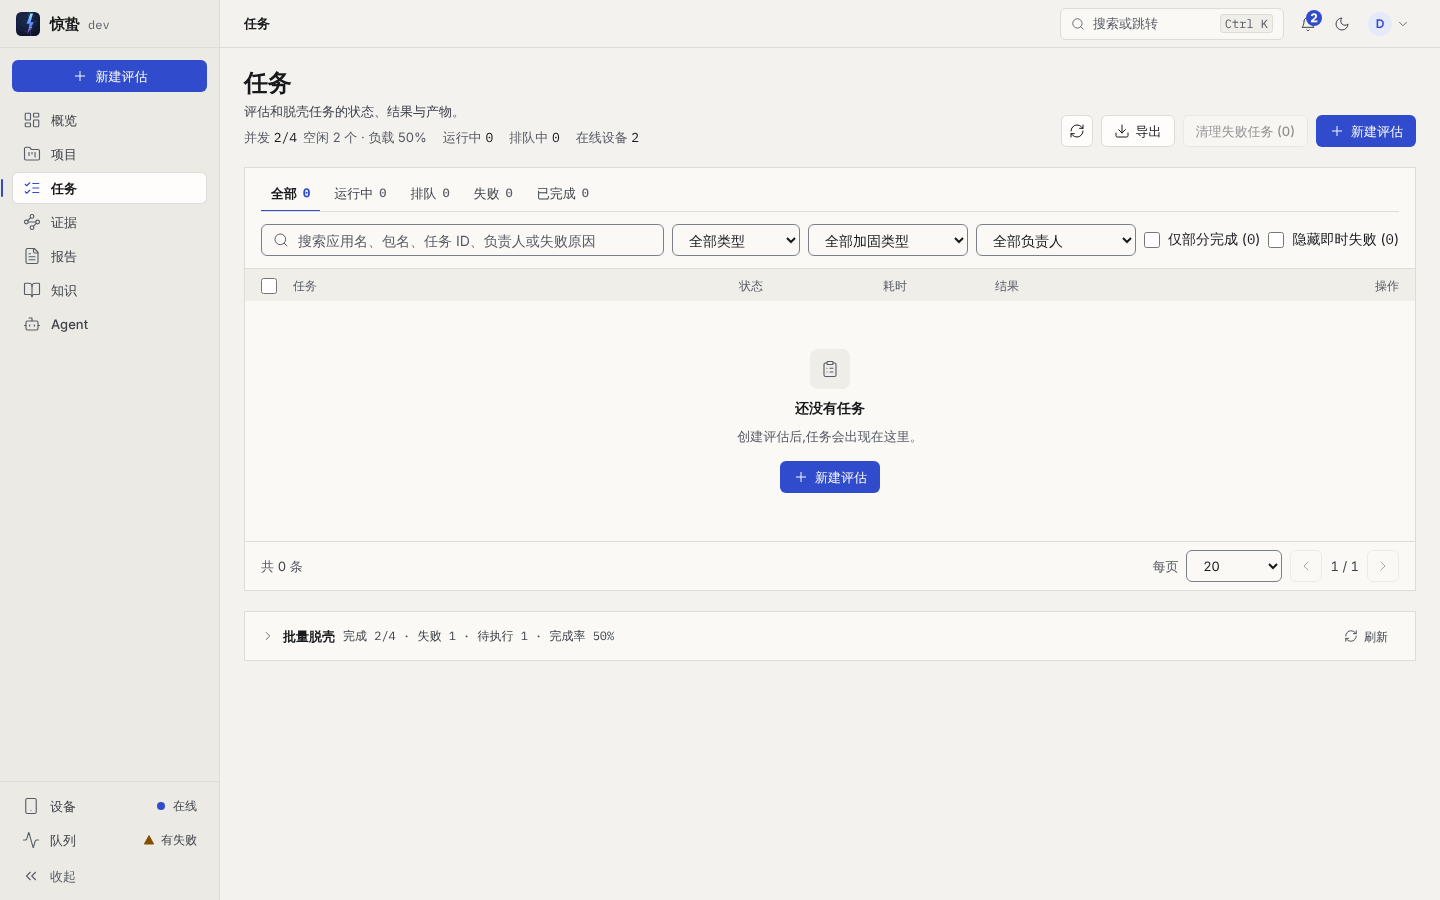 惊蛰 dev
任务
搜索或跳转 Ctrl K
2
D
新建评估
概览
项目
任务
证据
报告
知识
Agent
任务
评估和脱壳任务的状态、结果与产物。
并发 2/4 空闲 2 个 · 负载 50% 运行中 0 排队中 0 在线设备 2
导出
清理失败任务 (0)
新建评估
全部 0 运行中 0 排队 0 失败 0 已完成 0
搜索应用名、包名、任务 ID、负责人或失败原因
全部类型
全部加固类型
全部负责人
仅部分完成 (0)
隐藏即时失败 (0)
任务 状态 耗时 结果 操作
还没有任务
创建评估后,任务会出现在这里。
新建评估
共 0 条
每页 20 1 / 1
批量脱壳 完成 2/4 · 失败 1 · 待执行 1 · 完成率 50%
刷新
设备 在线
队列 有失败
收起